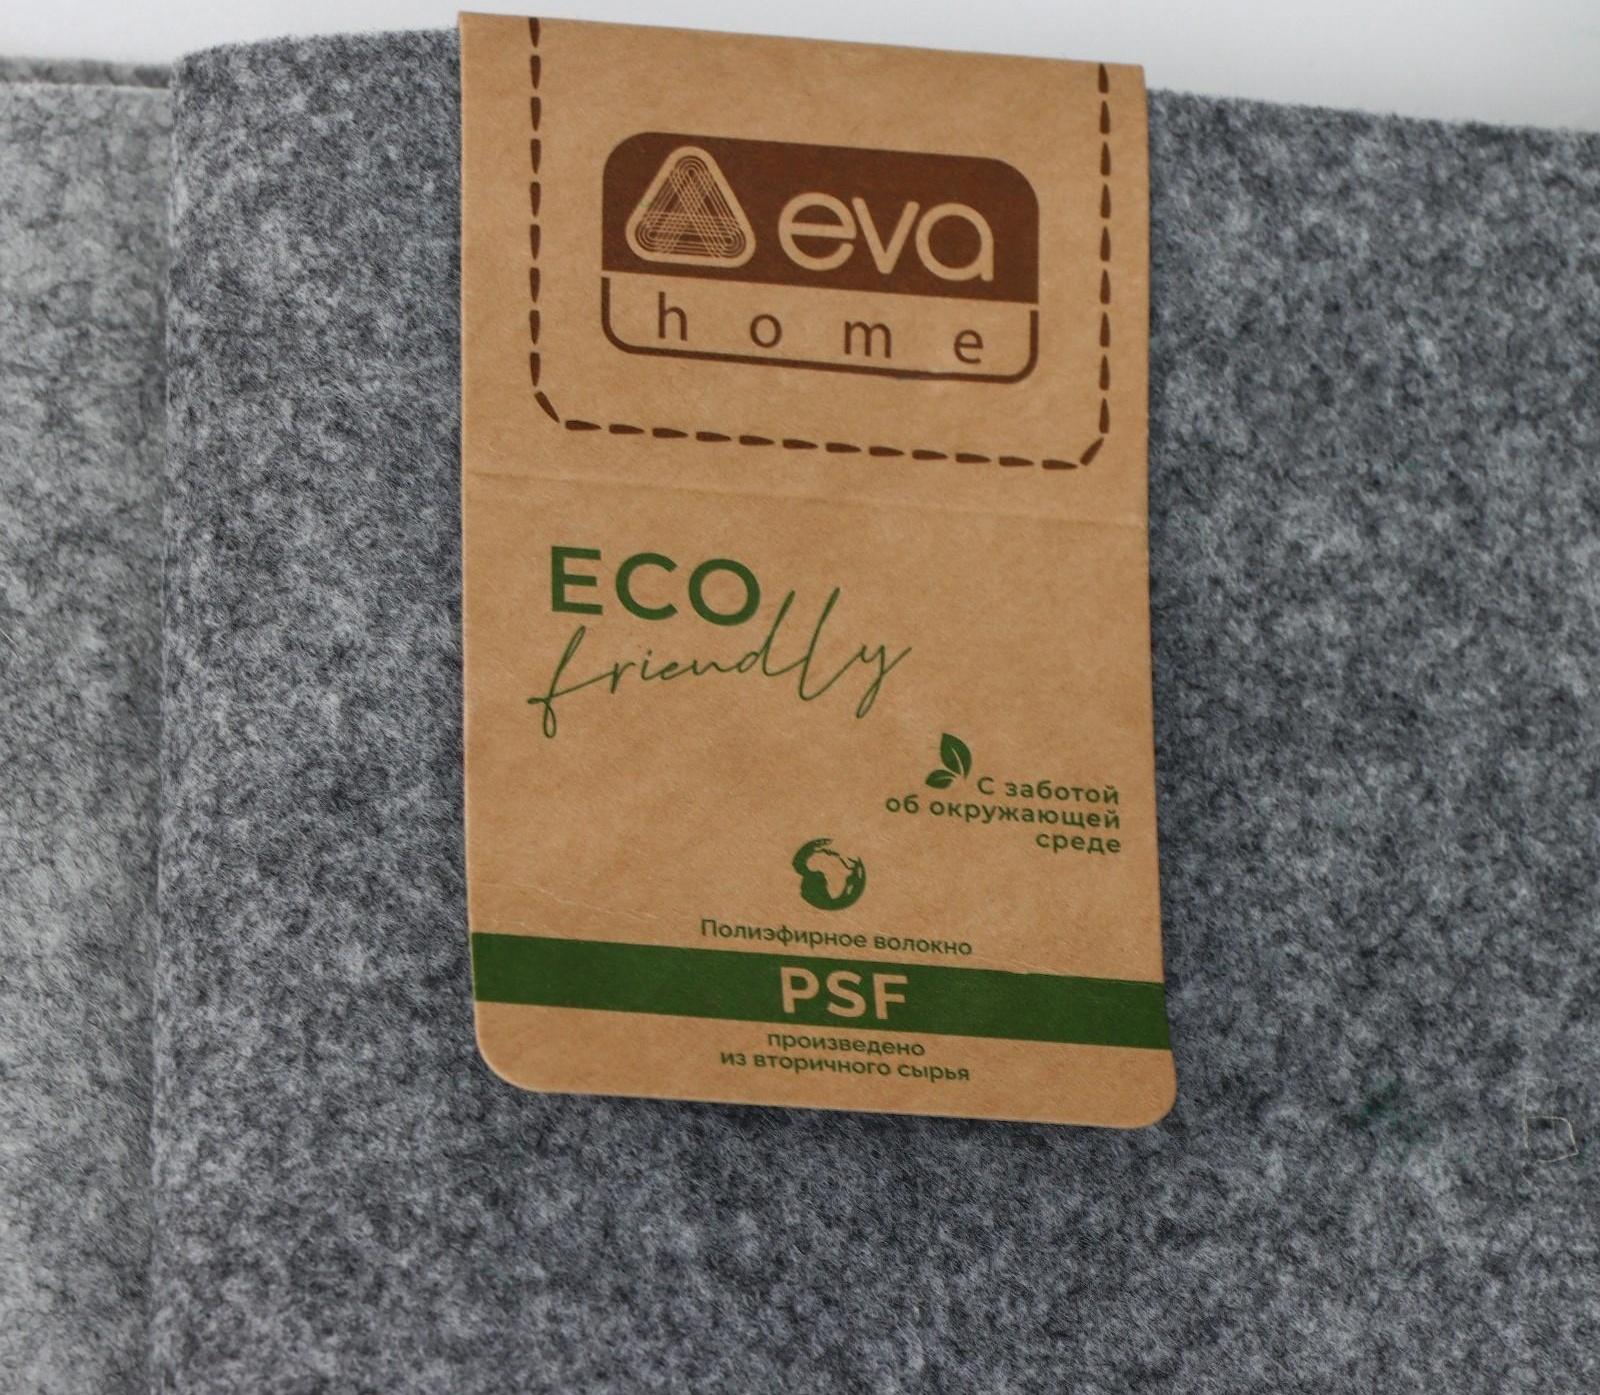 eva
home
ECO
friendly
С заботой
об окружающей
среде
Полиэфирное волокно
PSF
произведено
из вторичного сырья